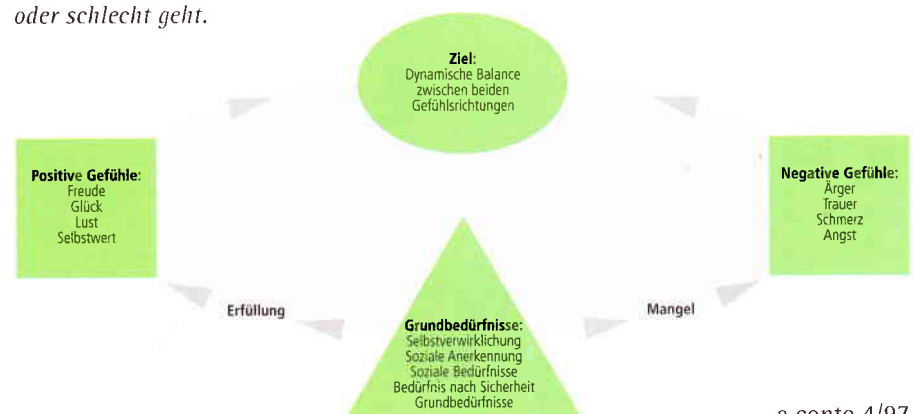 oder schlecht geht.
Ziel:
Dynamische Balance
zwischen beiden
Gefühlsrichtungen
Positive Gefühle:
Freude
Glück
Lust
Selbstwert
Negative Gefühle:
Ärger
Trauer
Schmerz
Angst
Erfüllung
Mangel
Grundbedürfnisse:
Selbstverwirklichung
Soziale Anerkennung
Soziale Bedürfnisse
Bedürfnis nach Sicherheit
Grundbedürfnisse
a conto 4/97